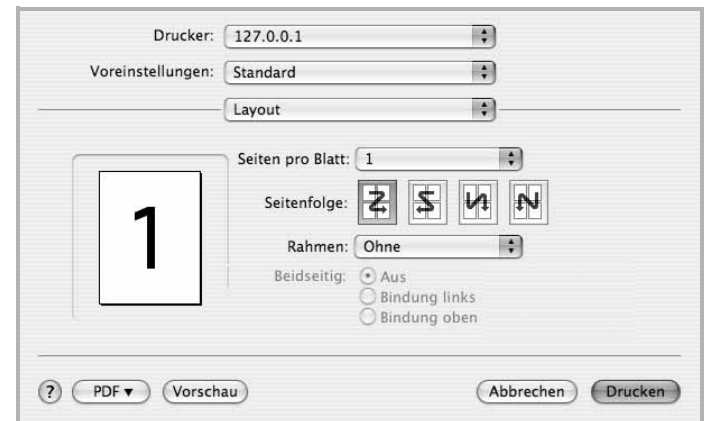 Drucker: 127.0.0.1
Voreinstellungen: Standard
Layout
Seiten pro Blatt: 1
Seitenfolge:
1
Rahmen: Ohne
Beidseitig: Aus
Bindung links
Bindung oben
? PDF▼ Vorschau Abbrechen Drucken